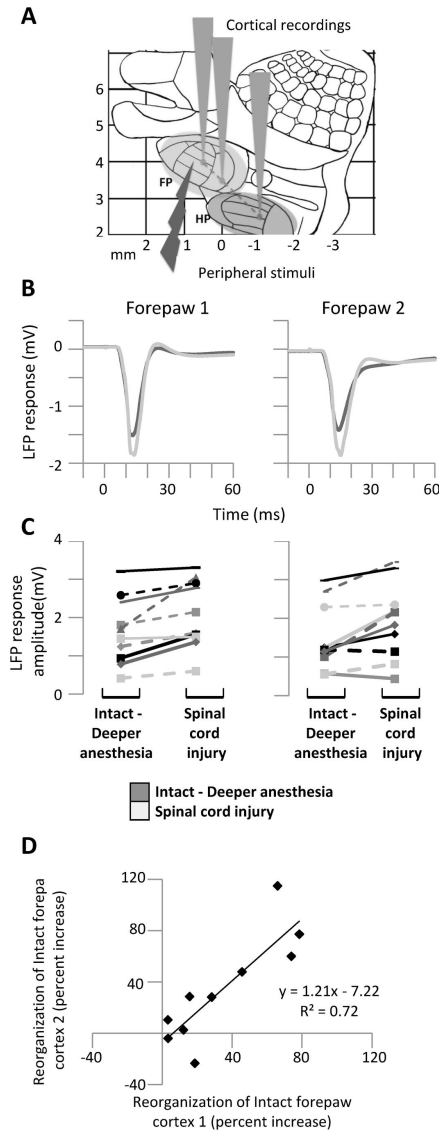 A
Cortical recordings
6
5
4
3
2
FP
HP
mm
2 1 0 -1 -2 -3
Peripheral stimuli
B
Forepaw 1
Forepaw 2
LFP response (mV)
0
-1
-2
0 20 40 60
0 20 40 60
Time (ms)
C
LFP response
amplitude(mV)
4
2
0
Intact -
Deeper
anesthesia
Spinal
cord
injury
Intact -
Deeper
anesthesia
Spinal
cord
injury
Intact - Deeper anesthesia
Spinal cord injury
D
Reorganization of Intact forepa
cortex 2 (percent increase)
120
80
40
0
-40
-40 0 40 80 120
y = 1.21x - 7.22
R² = 0.72
Reorganization of Intact forepaw
cortex 1 (percent increase)